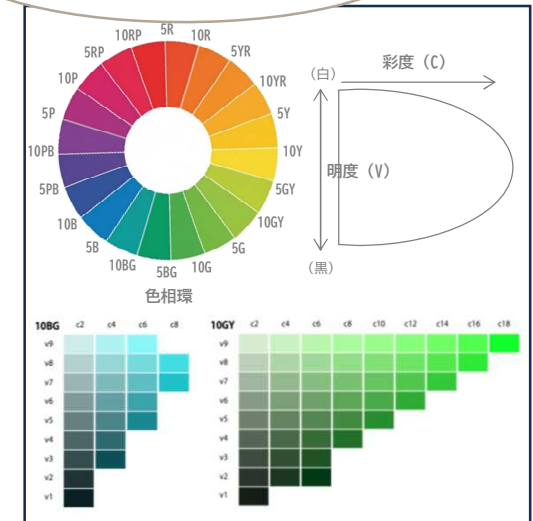 5R
10RP
10R
5RP
5YR
10P
10YR
5P
5Y
10PB
10Y
5PB
5GY
10B
10GY
5B
5G
10BG
10G
5BG
色相環
彩度 (C)
(白)
明度 (V)
(黒)
10BG c2 c4 c6 c8
v9
v8
v7
v6
v5
v4
v3
v2
v1
10GY c2 c4 c6 c8 c10 c12 c14 c16 c18
v9
v8
v7
v6
v5
v4
v3
v2
v1